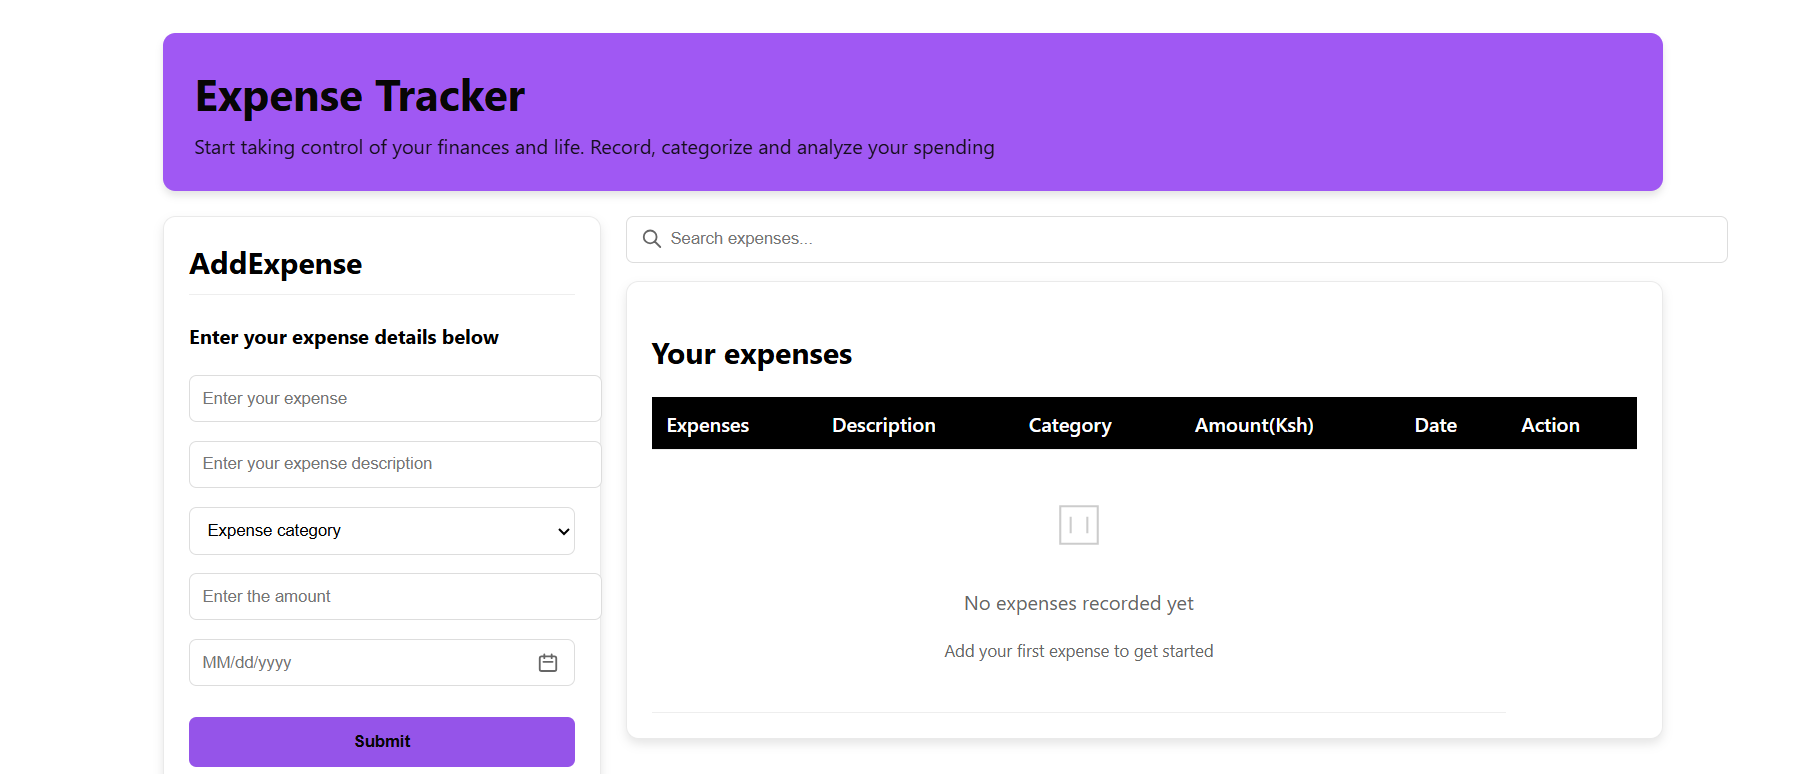 Expense Tracker
Start taking control of your finances and life. Record, categorize and analyze your spending
AddExpense
Enter your expense details below
Enter your expense
Enter your expense description
Expense category
Enter the amount
MM/dd/yyyy
Submit
Search expenses...
Your expenses
Expenses Description Category Amount(Ksh) Date Action
No expenses recorded yet
Add your first expense to get started